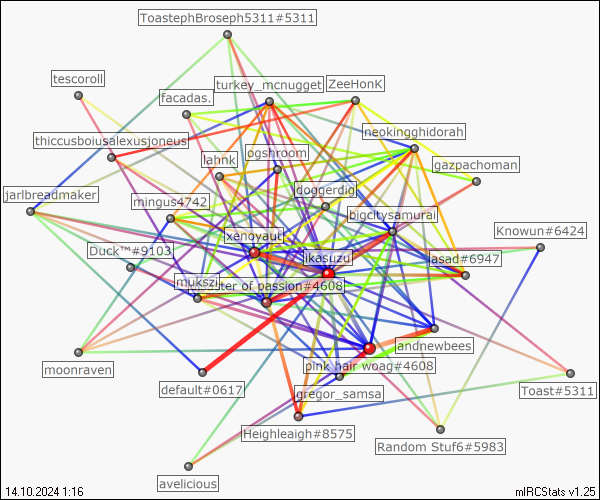 ToastephBroseph5311#5311
tescoroll
turkey_mcnugget
ZeeHonK
facadas.
neokingghidorah
thiccusboiusalexusjoneus
ogshroom
lahnk
gazpachoman
doggerdig
jarlbreadmaker
mingus4742
bigcitysamurai
Knowun#6424
xenoyauct
Duck™#9103
ikasuzu
asad#6947
mukszi
ster of passion#4608
andnewbees
moonraven
pink hair woag#4608
default#0617
gregor_samsa
Toast#5311
Heighleaigh#8575
Random Stuf6#5983
avelicious
14.10.2024 1:16
mIRCStats v1.25